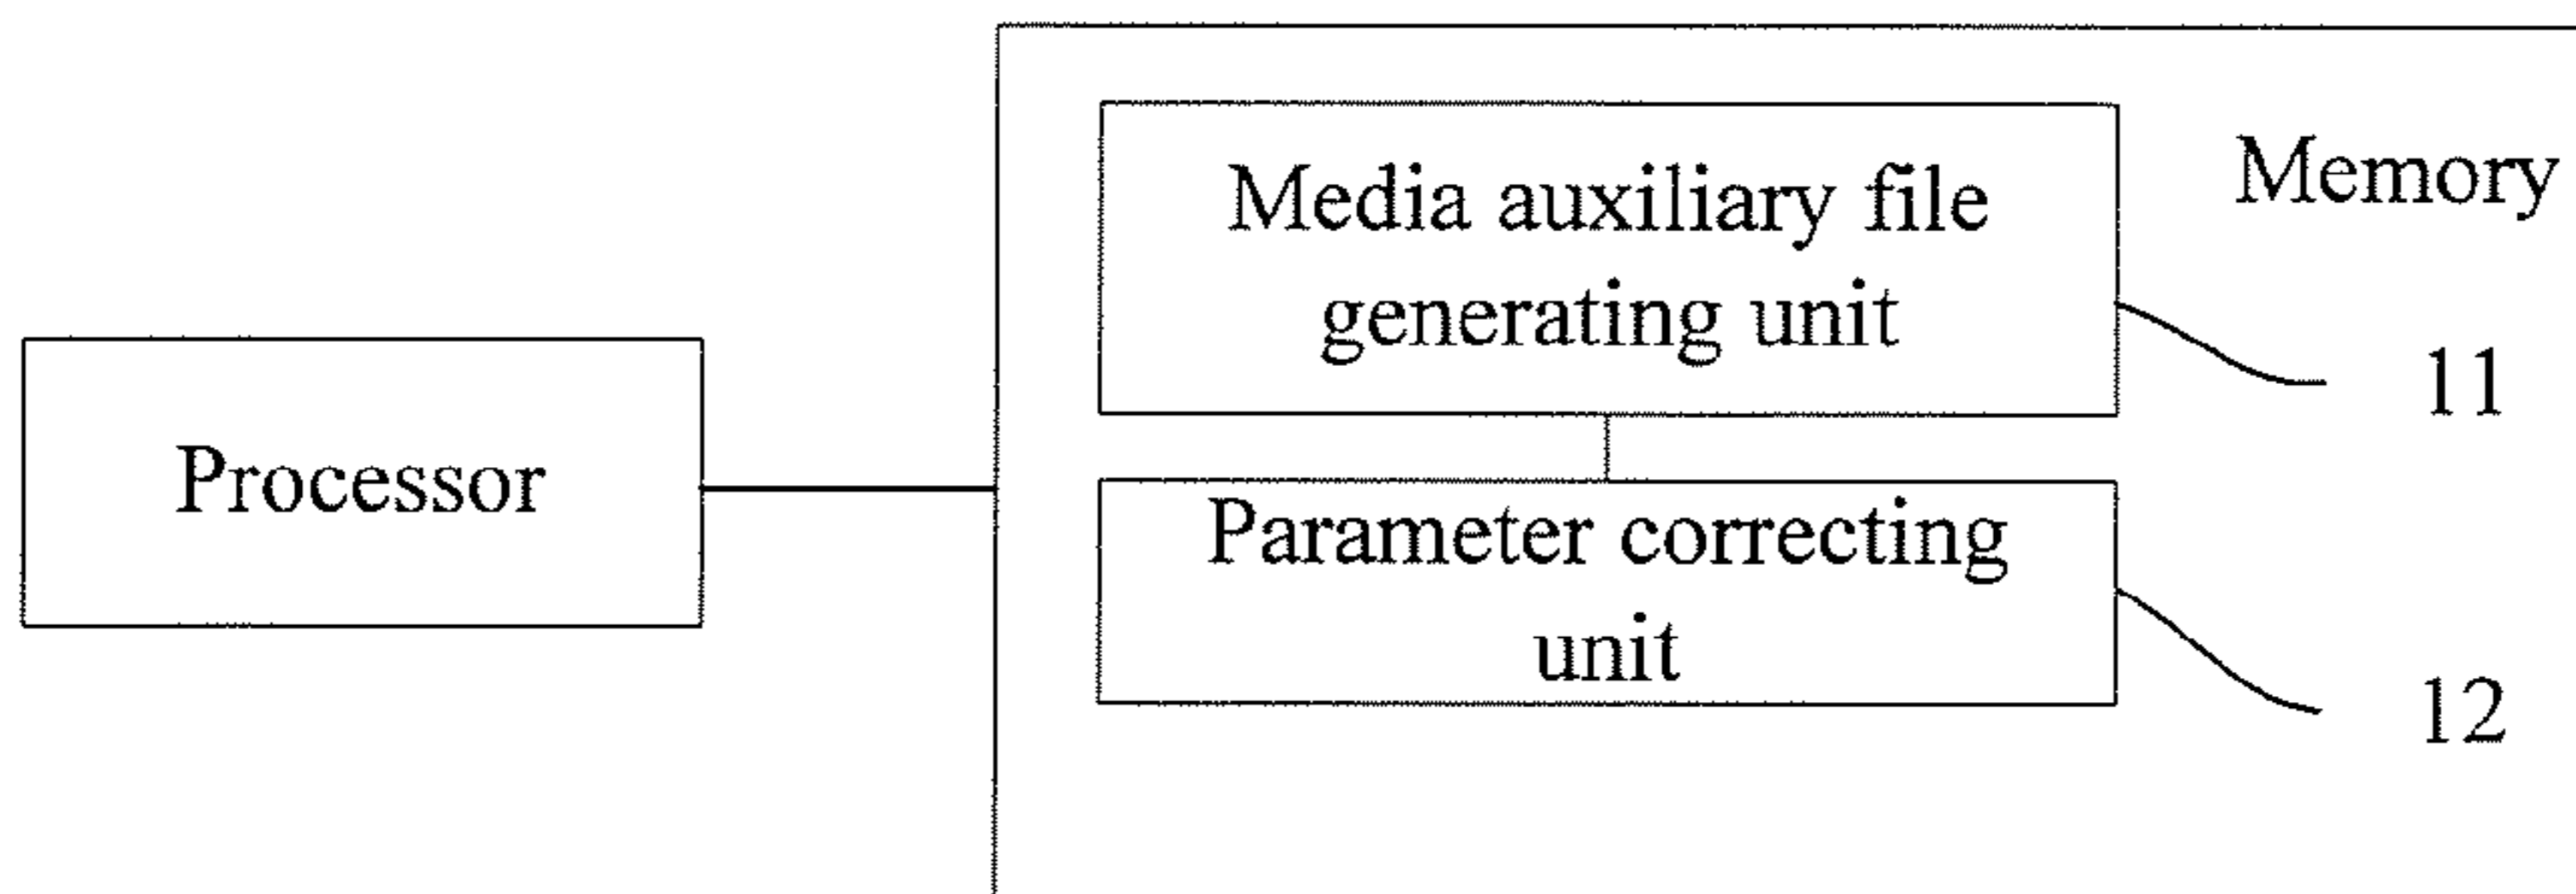 Memory
Media auxiliary file
generating unit
11
Processor
Parameter correcting
unit
12